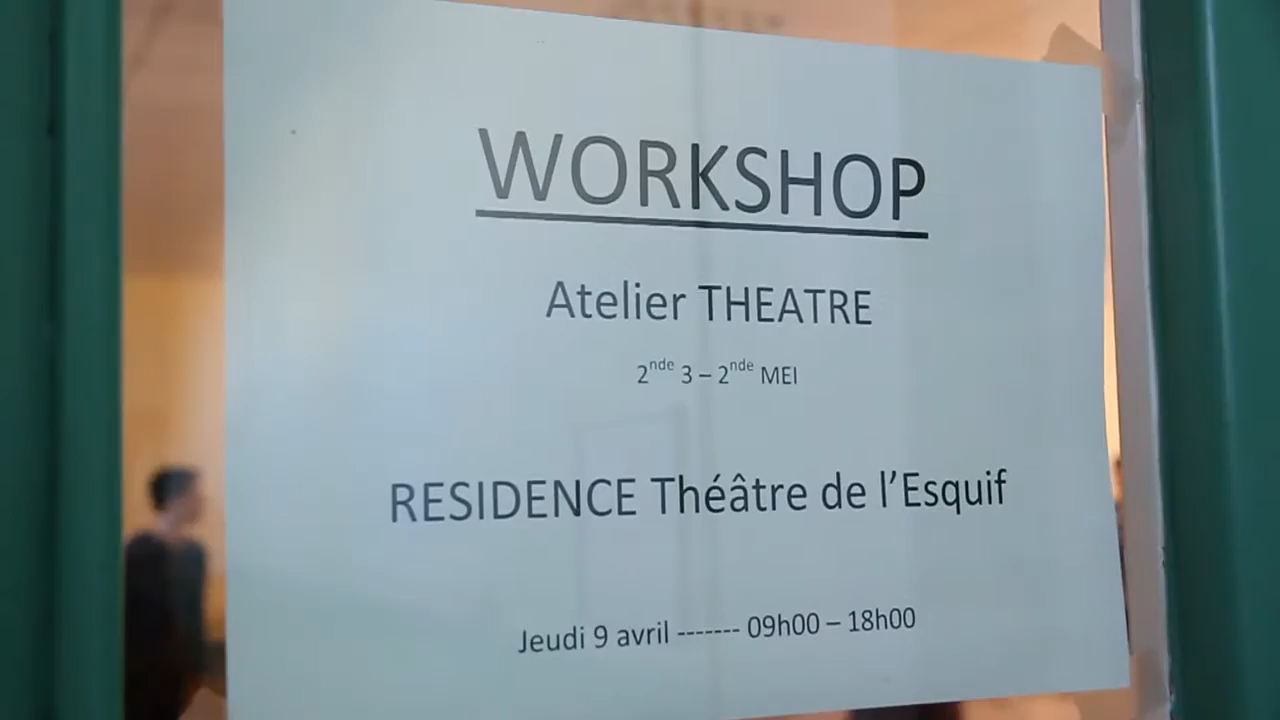 WORKSHOP
Atelier THEATRE
2nde 3 – 2nde MEI
RESIDENCE Théâtre de l'Esquif
Jeudi 9 avril ------- 09h00 – 18h00